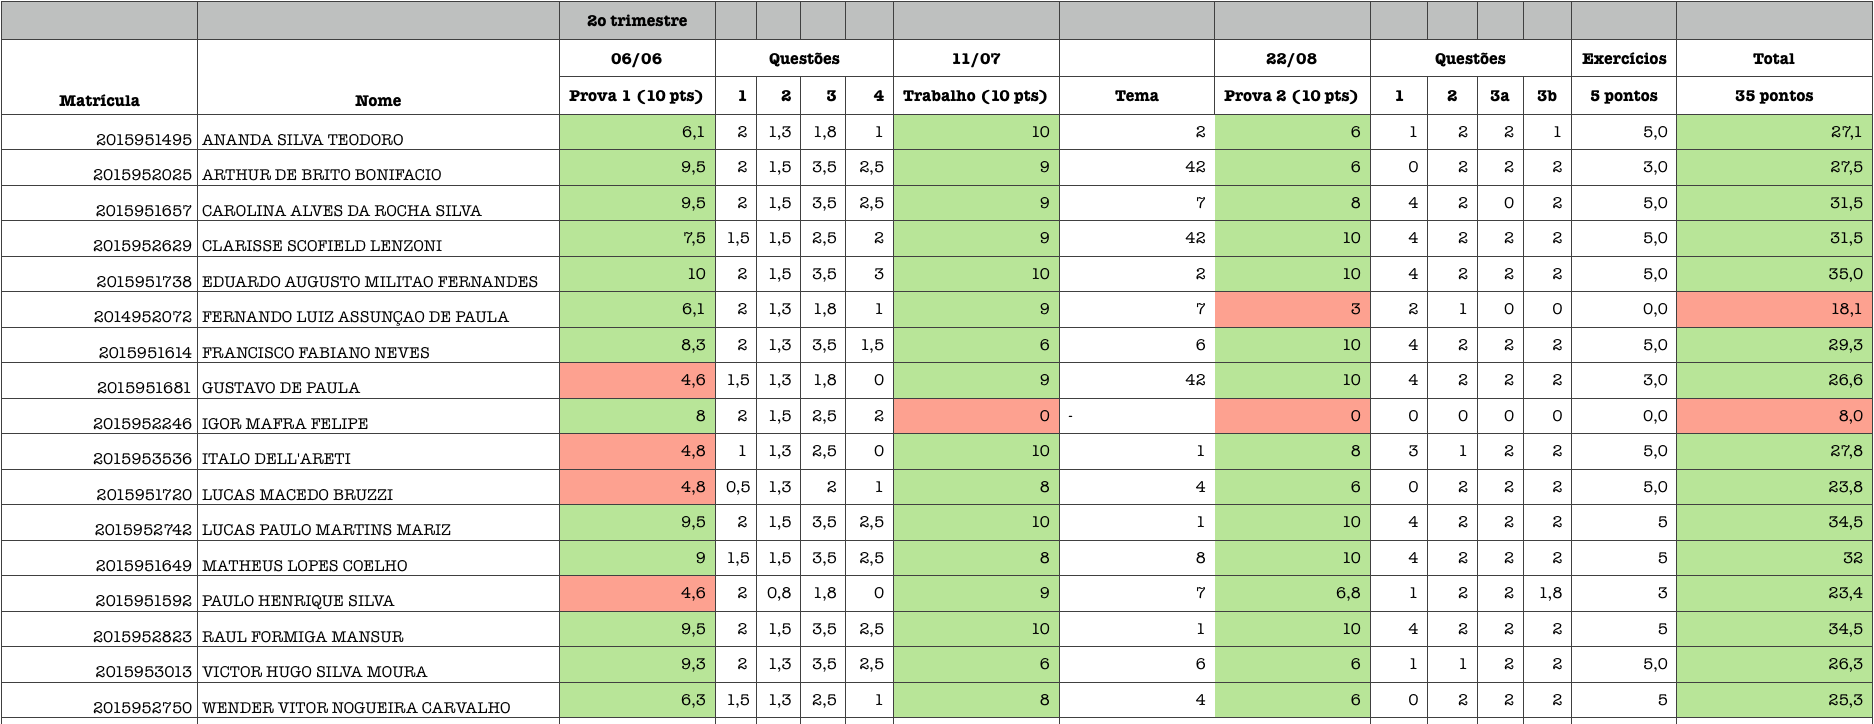 2o trimestre
06/06 Questões 11/07 22/08 Questões Exercícios Total
Matrícula Nome Prova 1 (10 pts) 1 2 3 4 Trabalho (10 pts) Tema Prova 2 (10 pts) 1 2 3a 3b 5 pontos 35 pontos
2015951495 ANANDA SILVA TEODORO 6,1 2 1,3 1,8 1 10 2 6 1 2 2 1 5,0 27,1
2015952025 ARTHUR DE BRITO BONIFACIO 9,5 2 1,5 3,5 2,5 9 42 6 0 2 2 2 3,0 27,5
2015951657 CAROLINA ALVES DA ROCHA SILVA 9,5 2 1,5 3,5 2,5 9 7 8 4 2 0 2 5,0 31,5
2015952629 CLARISSE SCOFIELD LENZONI 7,5 1,5 1,5 2,5 2 9 42 10 4 2 2 2 5,0 31,5
2015951738 EDUARDO AUGUSTO MILITAO FERNANDES 10 2 1,5 3,5 3 10 2 10 4 2 2 2 5,0 35,0
2014952072 FERNANDO LUIZ ASSUNÇAO DE PAULA 6,1 2 1,3 1,8 1 9 7 3 2 1 0 0 0,0 18,1
2015951614 FRANCISCO FABIANO NEVES 8,3 2 1,3 3,5 1,5 6 6 10 4 2 2 2 5,0 29,3
2015951681 GUSTAVO DE PAULA 4,6 1,5 1,3 1,8 0 9 42 10 4 2 2 2 3,0 26,6
2015952246 IGOR MAFRA FELIPE 8 2 1,5 2,5 2 0 - 0 0 0 0 0 0,0 8,0
2015953536 ITALO DELL'ARETI 4,8 1 1,3 2,5 0 10 1 8 3 1 2 2 5,0 27,8
2015951720 LUCAS MACEDO BRUZZI 4,8 0,5 1,3 2 1 8 4 6 0 2 2 2 5,0 23,8
2015952742 LUCAS PAULO MARTINS MARIZ 9,5 2 1,5 3,5 2,5 10 1 10 4 2 2 2 5 34,5
2015951649 MATHEUS LOPES COELHO 9 1,5 1,5 3,5 2,5 8 8 10 4 2 2 2 5 32
2015951592 PAULO HENRIQUE SILVA 4,6 2 0,8 1,8 0 9 7 6,8 1 2 2 1,8 3 23,4
2015952823 RAUL FORMIGA MANSUR 9,5 2 1,5 3,5 2,5 10 1 10 4 2 2 2 5 34,5
2015953013 VICTOR HUGO SILVA MOURA 9,3 2 1,3 3,5 2,5 6 6 6 1 1 2 2 5,0 26,3
2015952750 WENDER VITOR NOGUEIRA CARVALHO 6,3 1,5 1,3 2,5 1 8 4 6 0 2 2 2 5 25,3